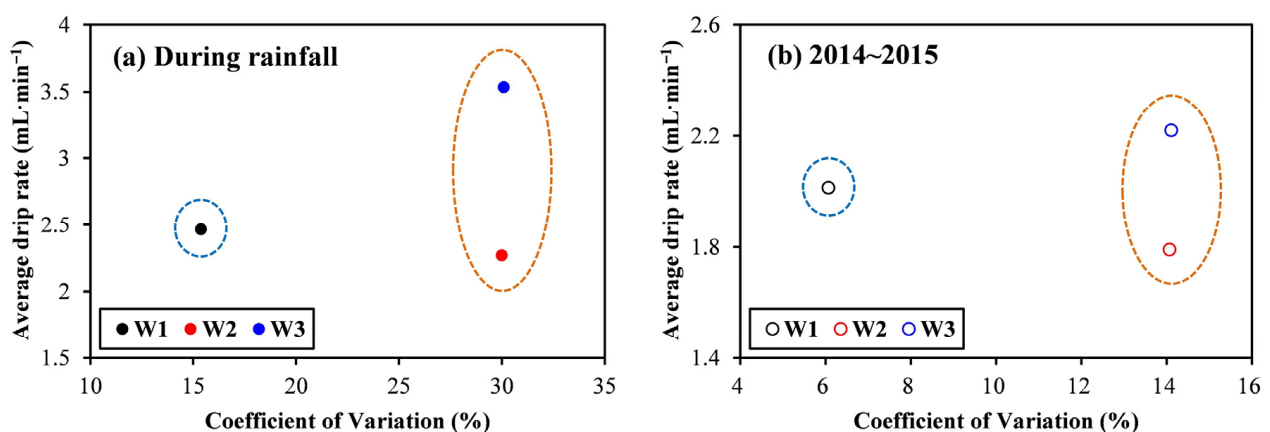 (a) During rainfall
Average drip rate (mL·min⁻¹)
4
3.5
3
2.5
2
1.5
W1 W2 W3
10 15 20 25 30 35
Coefficient of Variation (%)
(b) 2014~2015
Average drip rate (mL·min⁻¹)
2.6
2.2
1.8
1.4
W1 W2 W3
4 6 8 10 12 14 16
Coefficient of Variation (%)